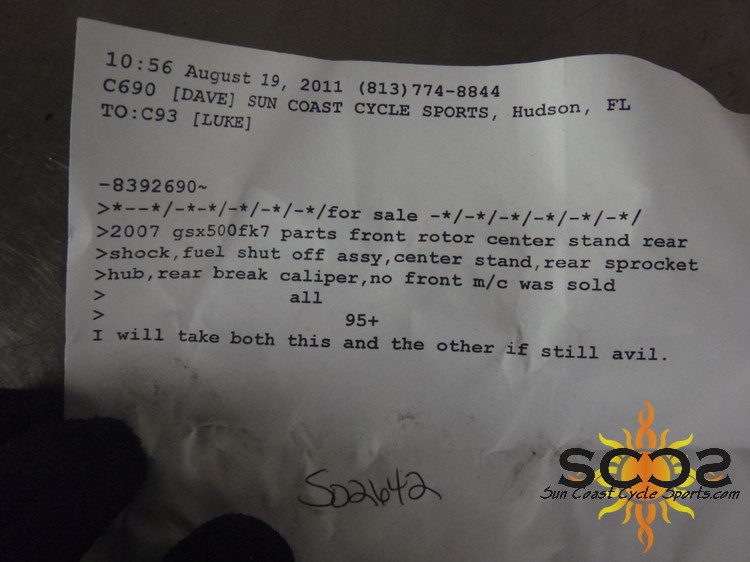 10:56 August 19, 2011 (813)774-8844
C690 [DAVE] SUN COAST CYCLE SPORTS, Hudson, FL
TO:C93 [LUKE]
-8392690~
>*--*/-*-*/-*/-*/-*/for sale -*/-*/-*/-*/-*/-*/
>2007 gsx500fk7 parts front rotor center stand rear
>shock,fuel shut off assy,center stand,rear sprocket
>hub,rear break caliper,no front m/c was sold
> all
> 95+
I will take both this and the other if still avil.
SO2642
SCCS
Sun Coast Cycle Sports.com